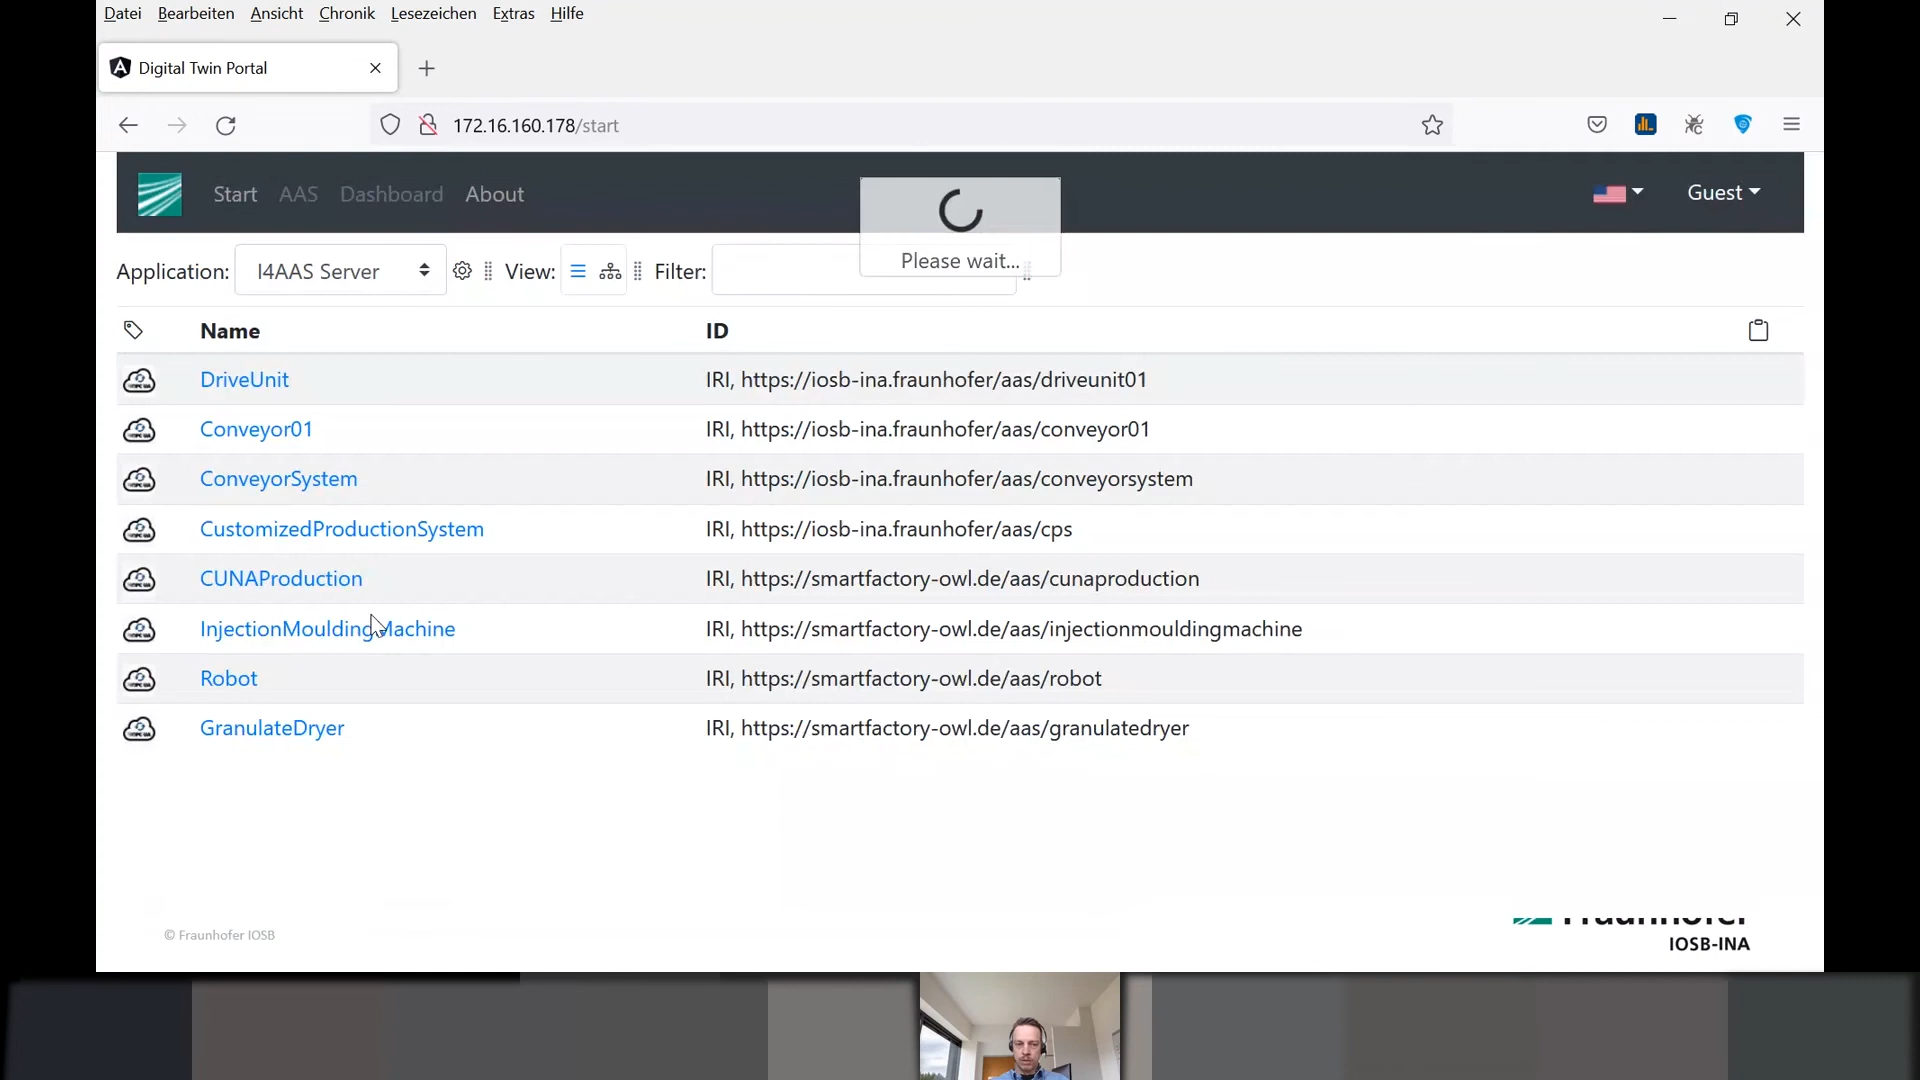 Datei Bearbeiten Ansicht Chronik Lesezeichen Extras Hilfe
Digital Twin Portal
172.16.160.178/start
Start AAS Dashboard About
Guest
Please wait...
Application: I4AAS Server View: Filter:
Name ID
DriveUnit IRI, https://iosb-ina.fraunhofer/aas/driveunit01
Conveyor01 IRI, https://iosb-ina.fraunhofer/aas/conveyor01
ConveyorSystem IRI, https://iosb-ina.fraunhofer/aas/conveyorsystem
CustomizedProductionSystem IRI, https://iosb-ina.fraunhofer/aas/cps
CUNAProduction IRI, https://smartfactory-owl.de/aas/cunaproduction
InjectionMouldingMachine IRI, https://smartfactory-owl.de/aas/injectionmouldingmachine
Robot IRI, https://smartfactory-owl.de/aas/robot
GranulateDryer IRI, https://smartfactory-owl.de/aas/granulatedryer
Fraunhofer
© Fraunhofer IOSB
IOSB-INA